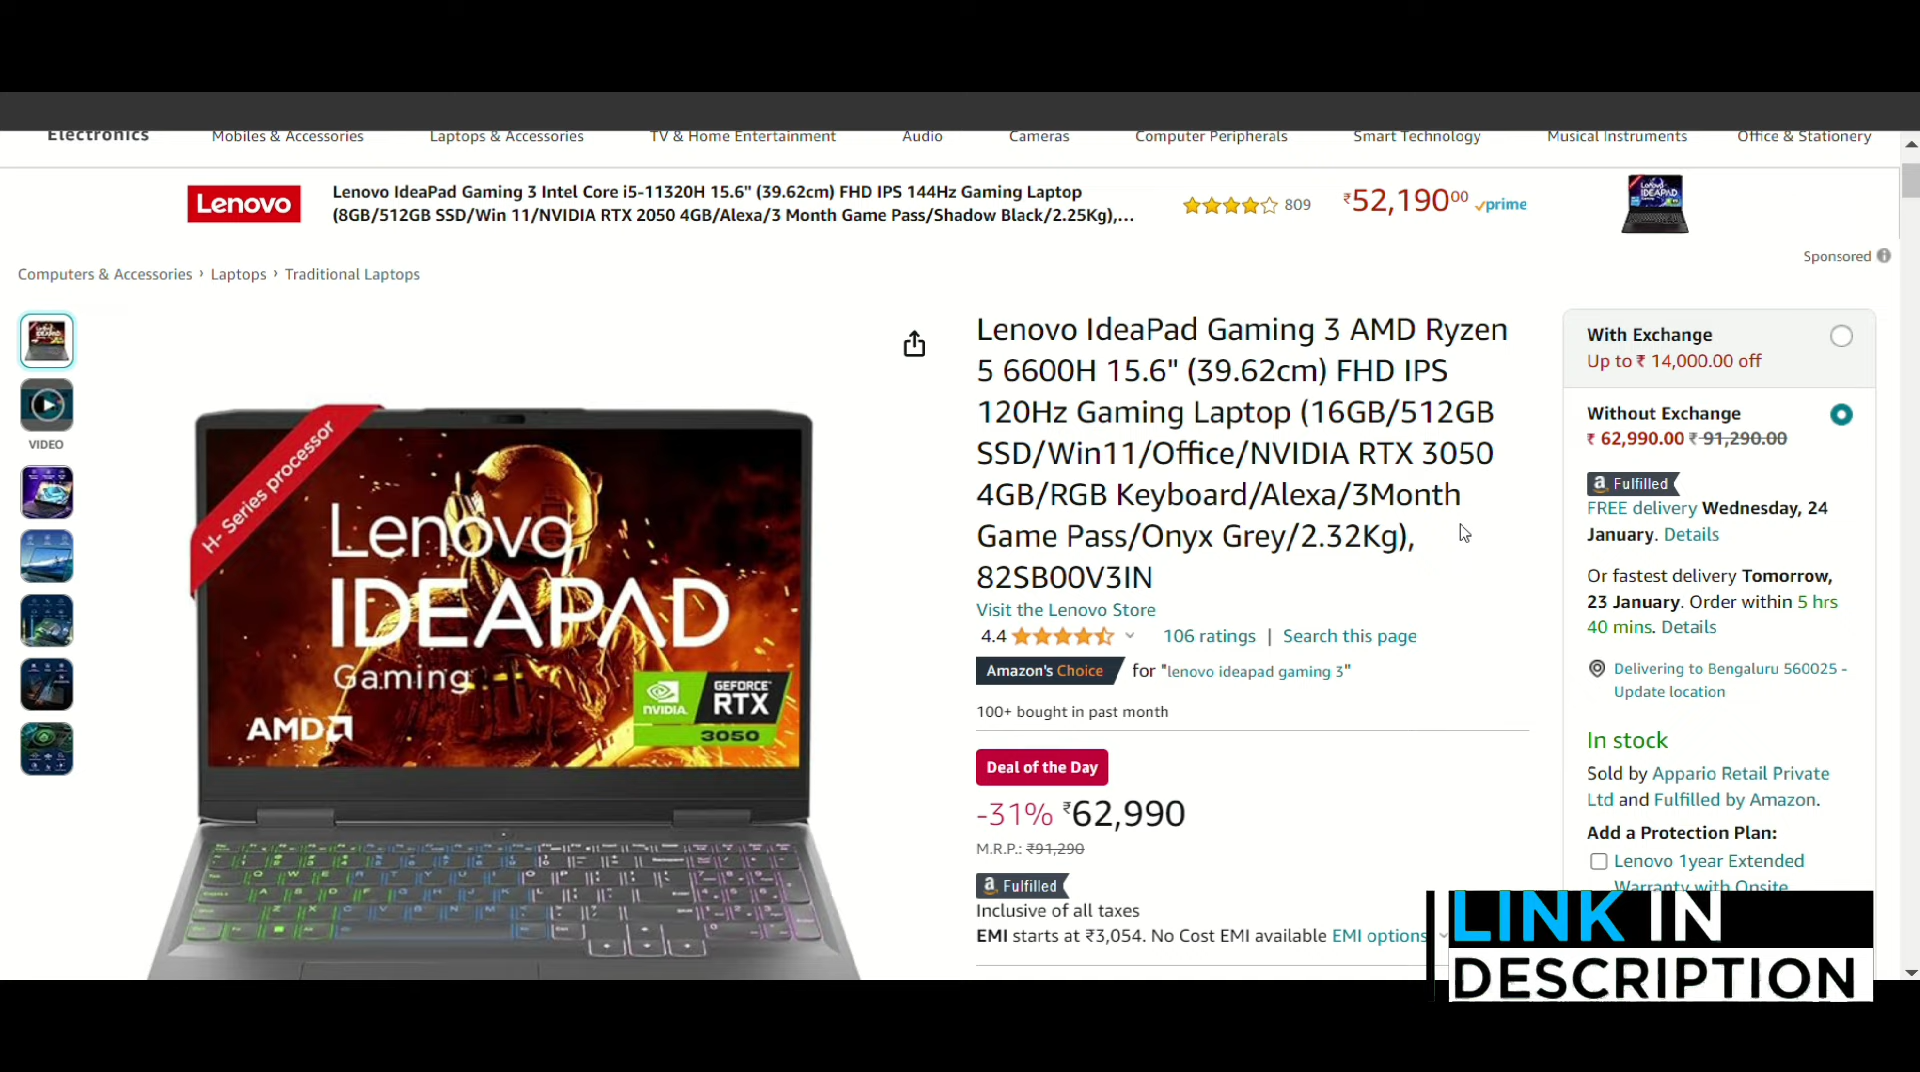 Electronics
Mobiles & Accessories
Laptops & Accessories
TV & Home Entertainment
Audio
Cameras
Computer Peripherals
Smart Technology
Musical Instruments
Office & Stationery
Lenovo
Lenovo IdeaPad Gaming 3 Intel Core i5-11320H 15.6" (39.62cm) FHD IPS 144Hz Gaming Laptop
(8GB/512GB SSD/Win 11/NVIDIA RTX 2050 4GB/Alexa/3 Month Game Pass/Shadow Black/2.25Kg),...
809
₹52,190⁰⁰
prime
Sponsored
Computers & Accessories › Laptops › Traditional Laptops
VIDEO
H- Series processor
Lenovo
IDEAPAD
Gaming
AMD
NVIDIA.
GEFORCE
RTX
3050
Lenovo IdeaPad Gaming 3 AMD Ryzen
5 6600H 15.6" (39.62cm) FHD IPS
120Hz Gaming Laptop (16GB/512GB
SSD/Win11/Office/NVIDIA RTX 3050
4GB/RGB Keyboard/Alexa/3Month
Game Pass/Onyx Grey/2.32Kg),
82SB00V3IN
Visit the Lenovo Store
4.4
106 ratings | Search this page
Amazon's Choice for "lenovo ideapad gaming 3"
100+ bought in past month
Deal of the Day
-31% ₹62,990
M.R.P.: ₹91,290
a Fulfilled
Inclusive of all taxes
EMI starts at ₹3,054. No Cost EMI available EMI options
With Exchange
Up to ₹ 14,000.00 off
Without Exchange
₹ 62,990.00 ₹ 91,290.00
a Fulfilled
FREE delivery Wednesday, 24
January. Details
Or fastest delivery Tomorrow,
23 January. Order within 5 hrs
40 mins. Details
Delivering to Bengaluru 560025 -
Update location
In stock
Sold by Appario Retail Private
Ltd and Fulfilled by Amazon.
Add a Protection Plan:
Lenovo 1year Extended
Warranty with Onsite
LINK IN
DESCRIPTION